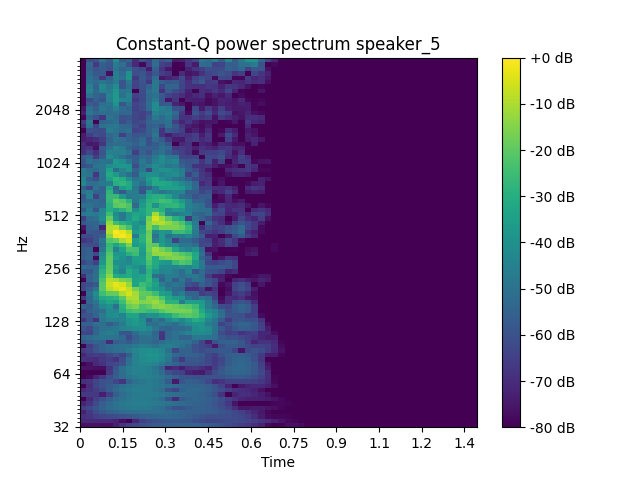 Constant-Q power spectrum speaker_5
Hz
2048
1024
512
256
128
64
32
0 0.15 0.3 0.45 0.6 0.75 0.9 1.1 1.2 1.4
Time
+0 dB
-10 dB
-20 dB
-30 dB
-40 dB
-50 dB
-60 dB
-70 dB
-80 dB